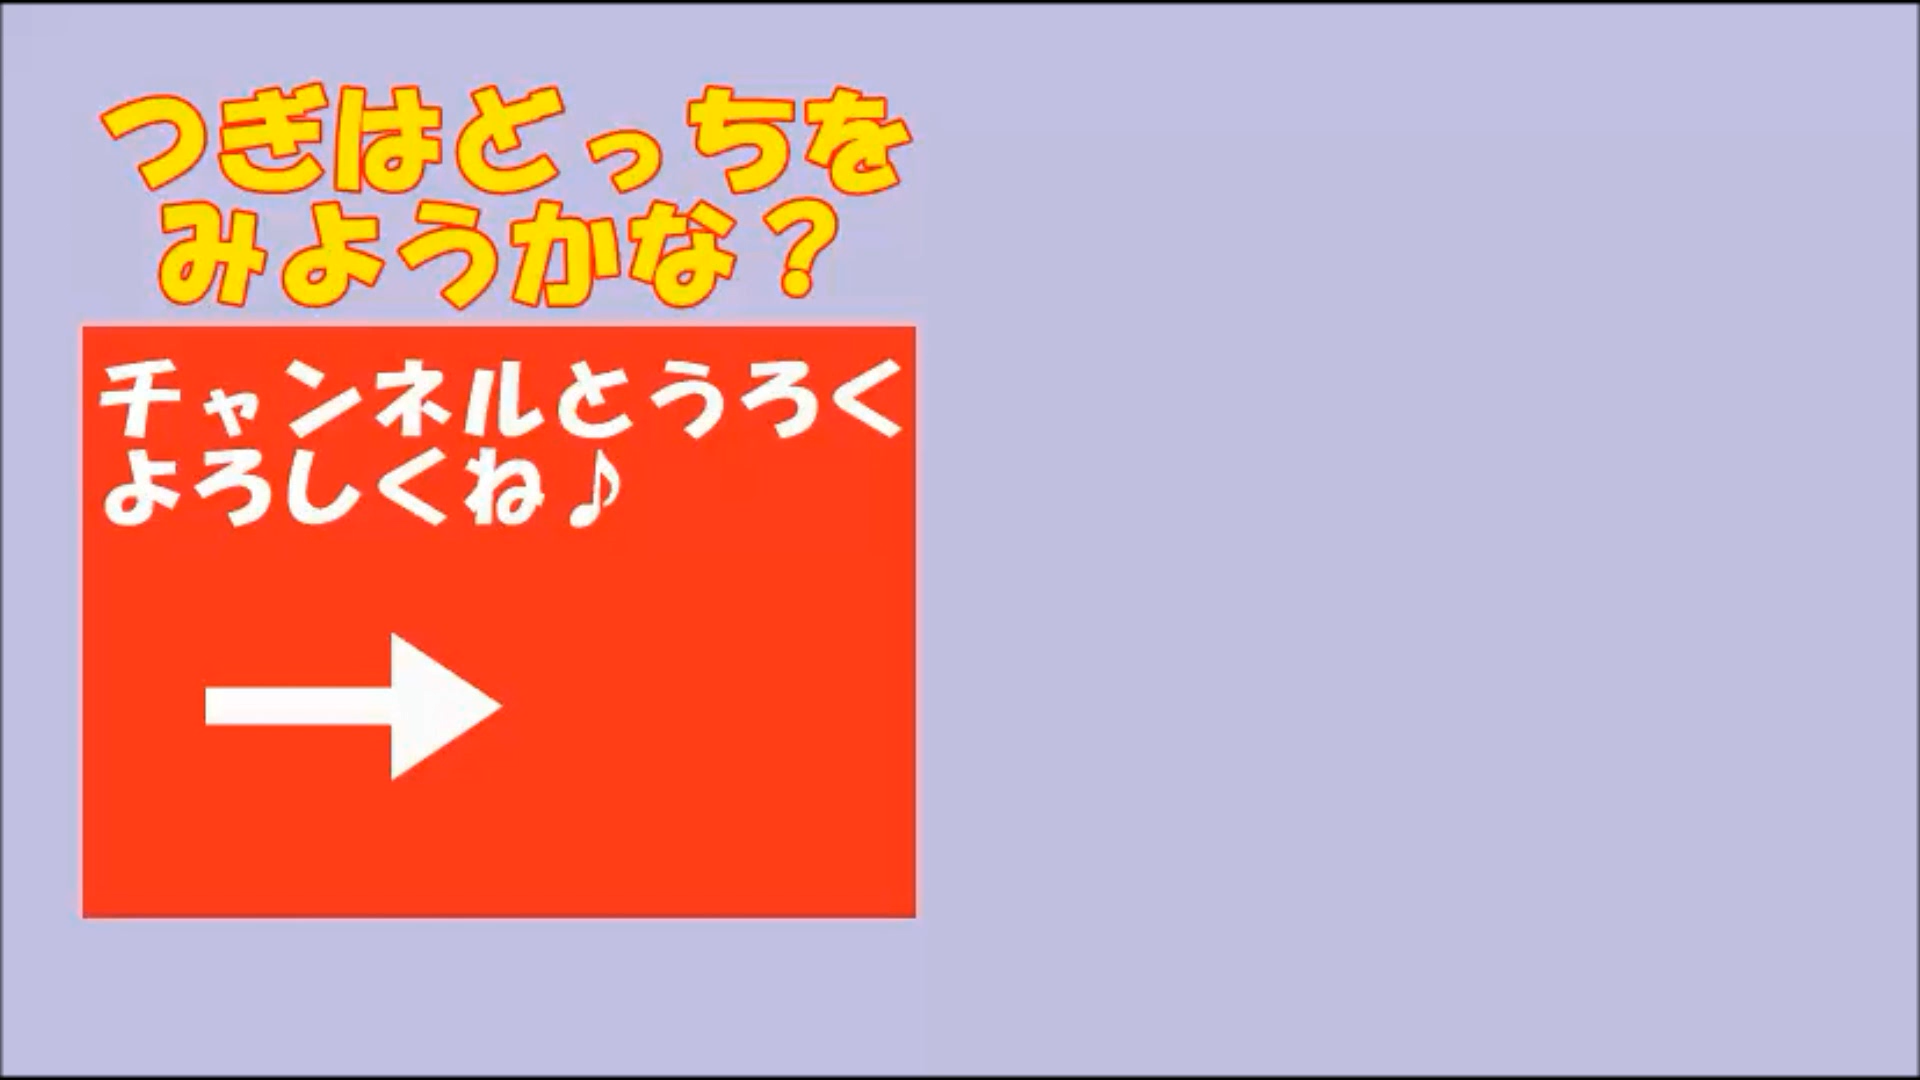 つぎはどっちを
みようかな？
チャンネルとうろく
よろしくね♪